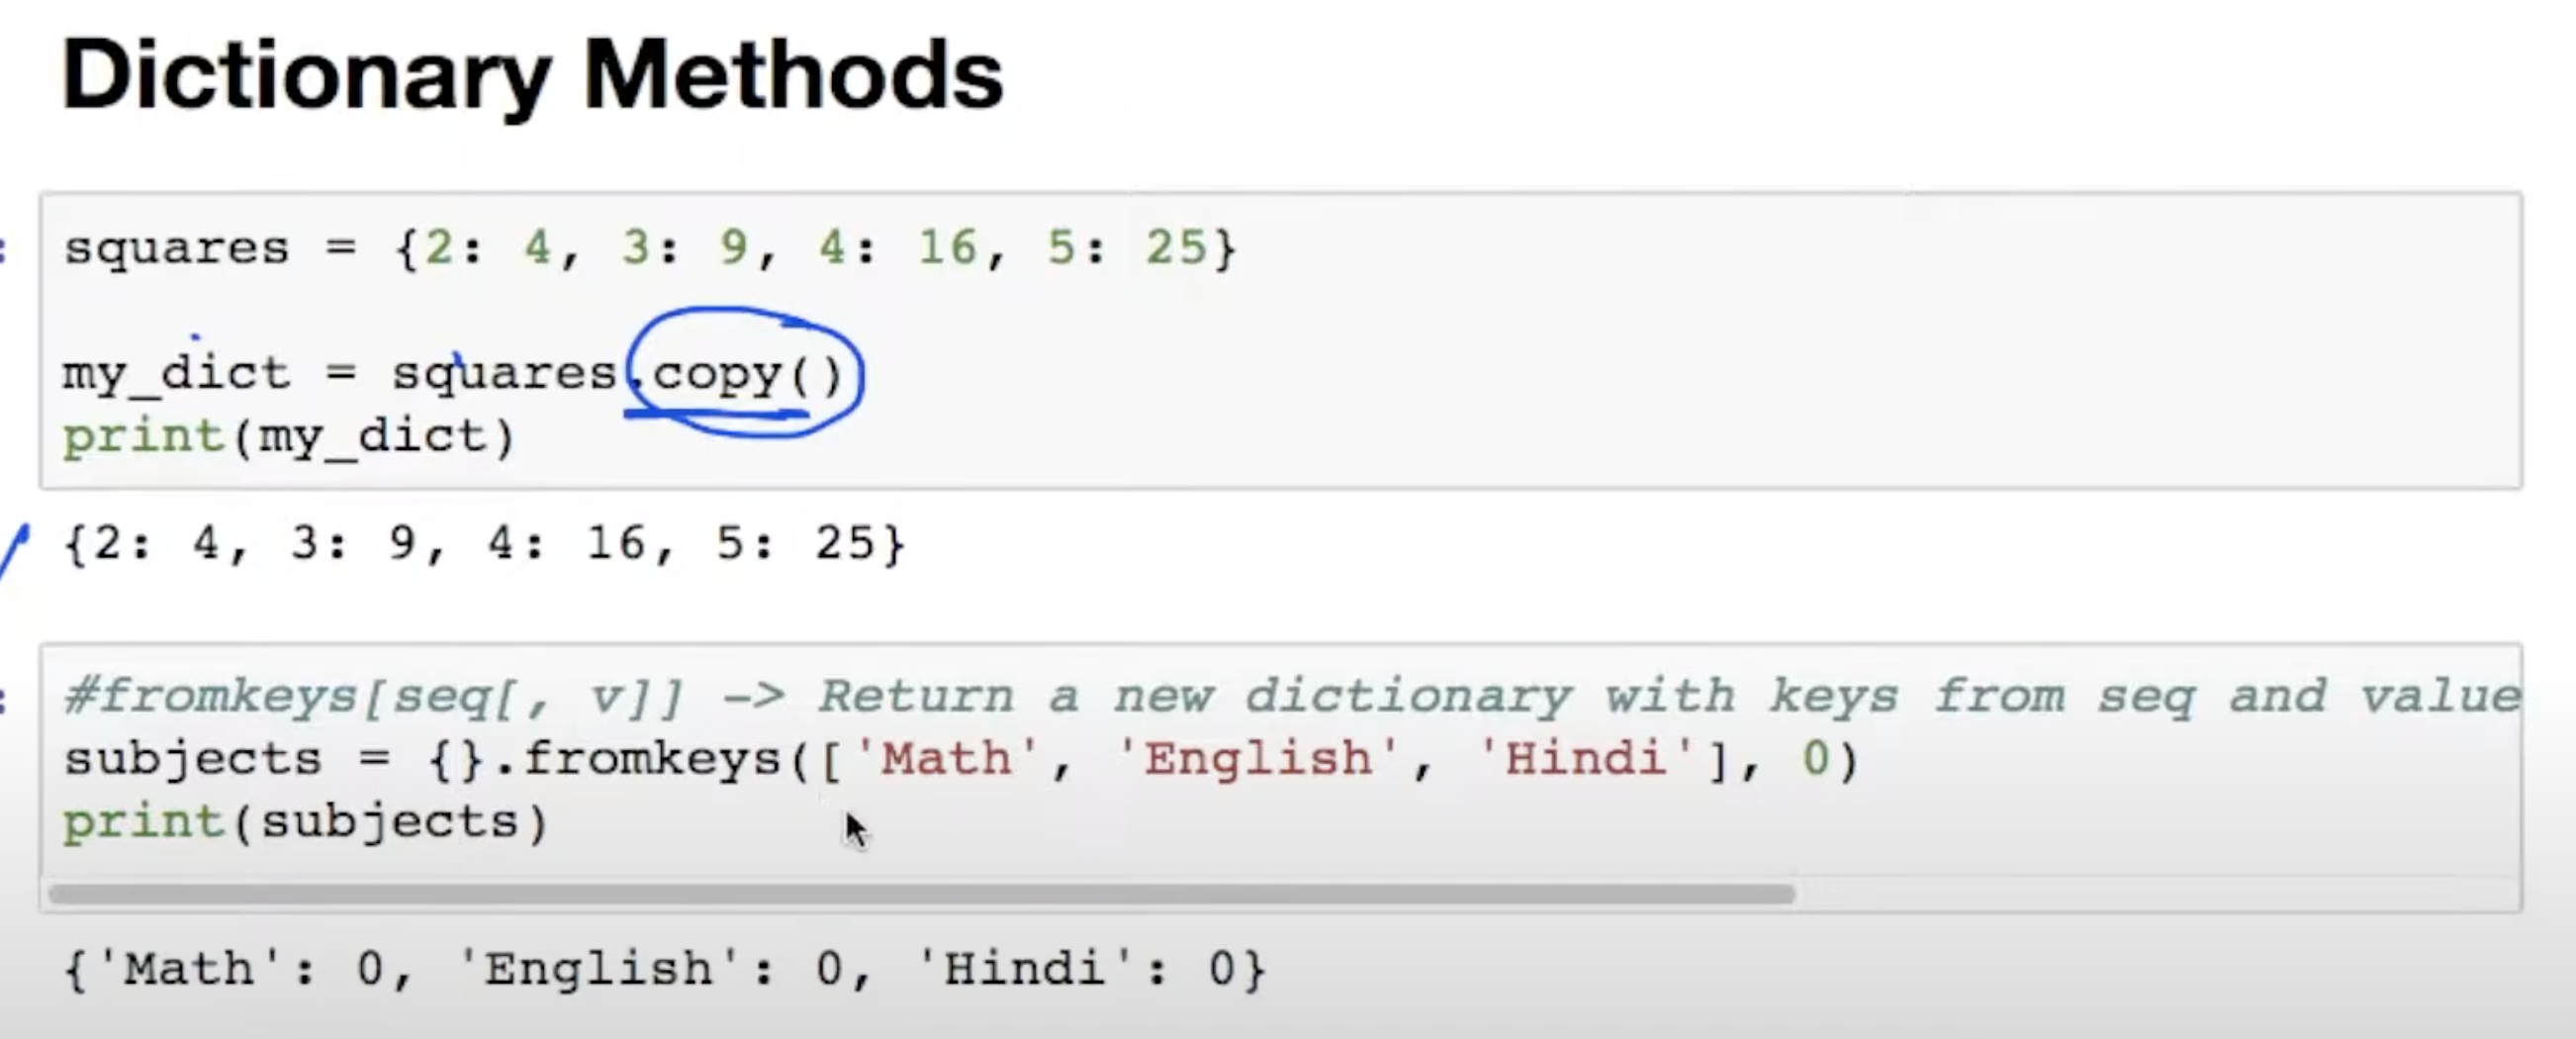 Dictionary Methods
squares = {2: 4, 3: 9, 4: 16, 5: 25}
my_dict = squares.copy()
print(my_dict)
{2: 4, 3: 9, 4: 16, 5: 25}
#fromkeys[seq[, v]] -> Return a new dictionary with keys from seq and value
subjects = {}.fromkeys(['Math', 'English', 'Hindi'], 0)
print(subjects)
{'Math': 0, 'English': 0, 'Hindi': 0}